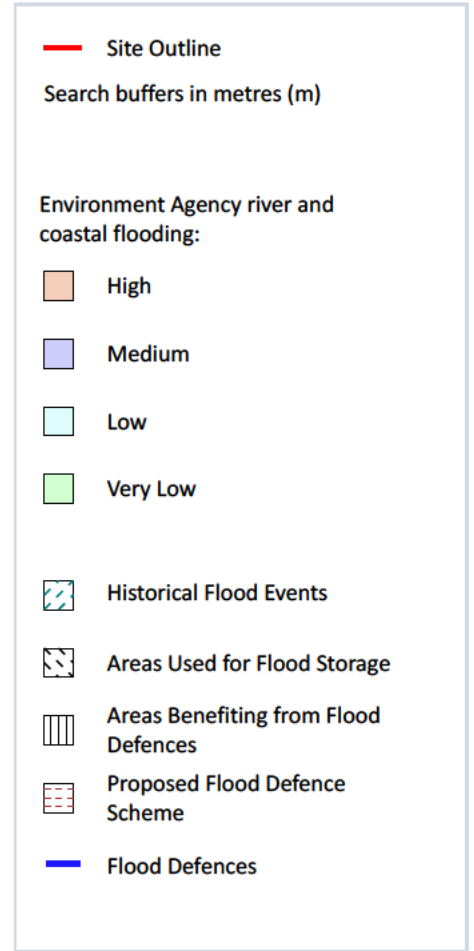 Site Outline
Search buffers in metres (m)
Environment Agency river and
coastal flooding:
High
Medium
Low
Very Low
Historical Flood Events
Areas Used for Flood Storage
Areas Benefiting from Flood
Defences
Proposed Flood Defence
Scheme
Flood Defences